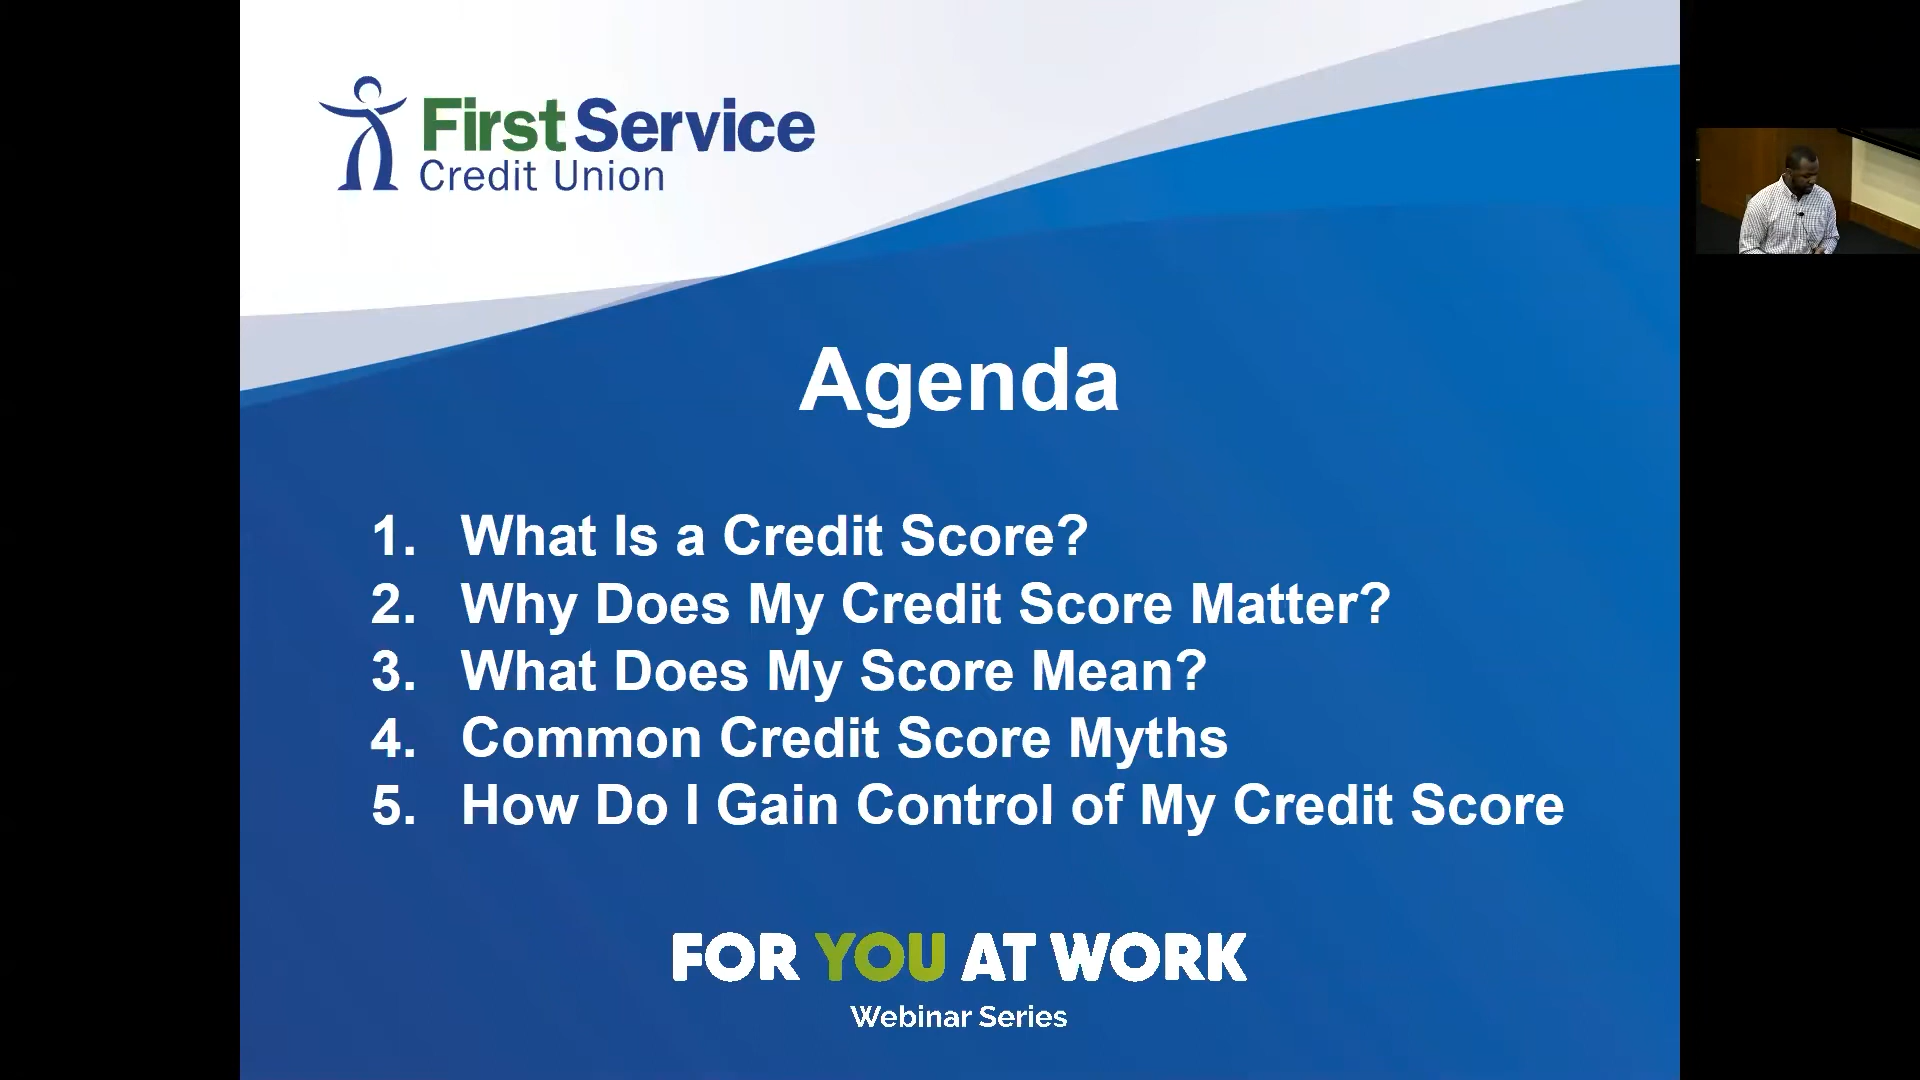 First Service
Credit Union
Agenda
1. What Is a Credit Score?
2. Why Does My Credit Score Matter?
3. What Does My Score Mean?
4. Common Credit Score Myths
5. How Do I Gain Control of My Credit Score
FOR YOU AT WORK
Webinar Series